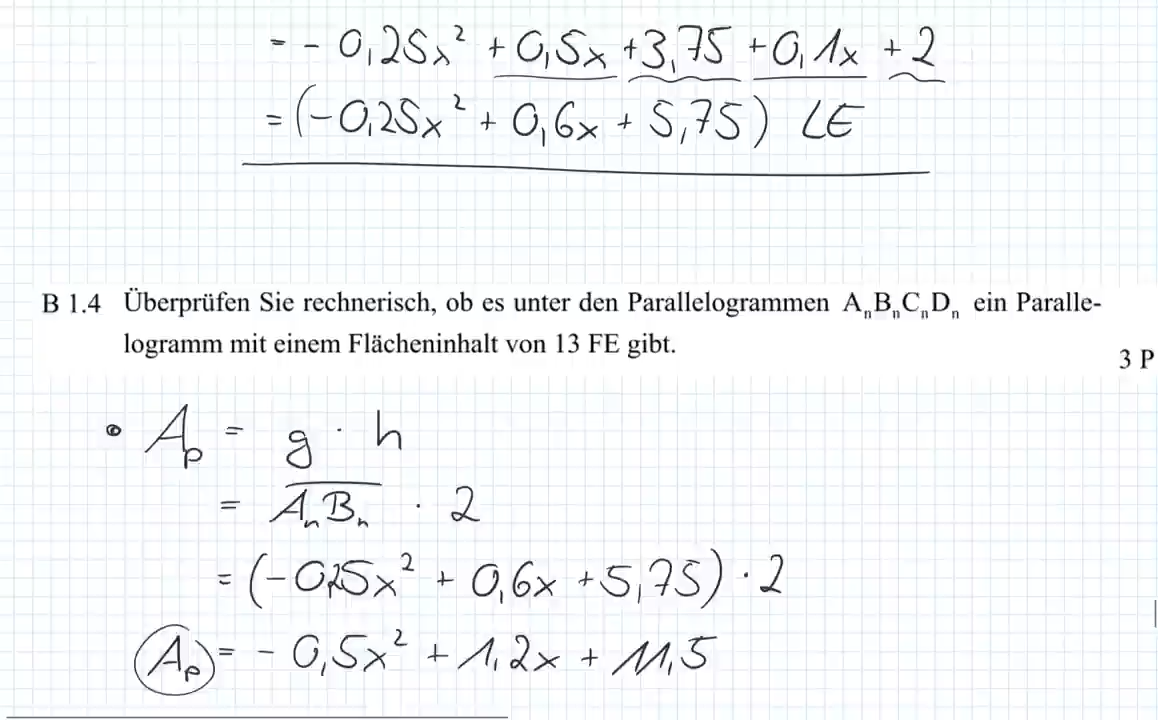 = - 0,25x² + 0,5x + 3,75 + 0,1x + 2
= (-0,25x² + 0,6x + 5,75) LE
B 1.4 Überprüfen Sie rechnerisch, ob es unter den Parallelogrammen AₙBₙCₙDₙ ein Paralle-
logramm mit einem Flächeninhalt von 13 FE gibt.
3 P
• Aₚ = g · h
= AₙBₙ · 2
= (-0,25x² + 0,6x + 5,75) · 2
Aₚ = - 0,5x² + 1,2x + 11,5